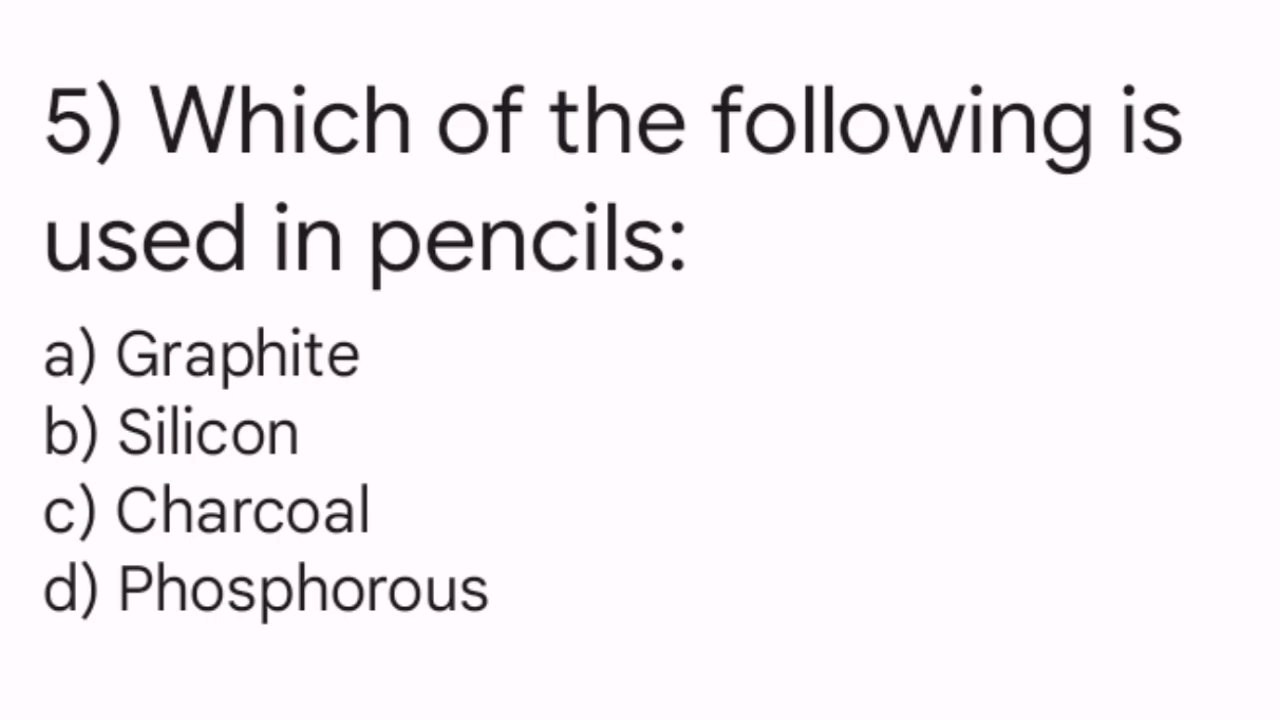 5) Which of the following is
used in pencils:
a) Graphite
b) Silicon
c) Charcoal
d) Phosphorous